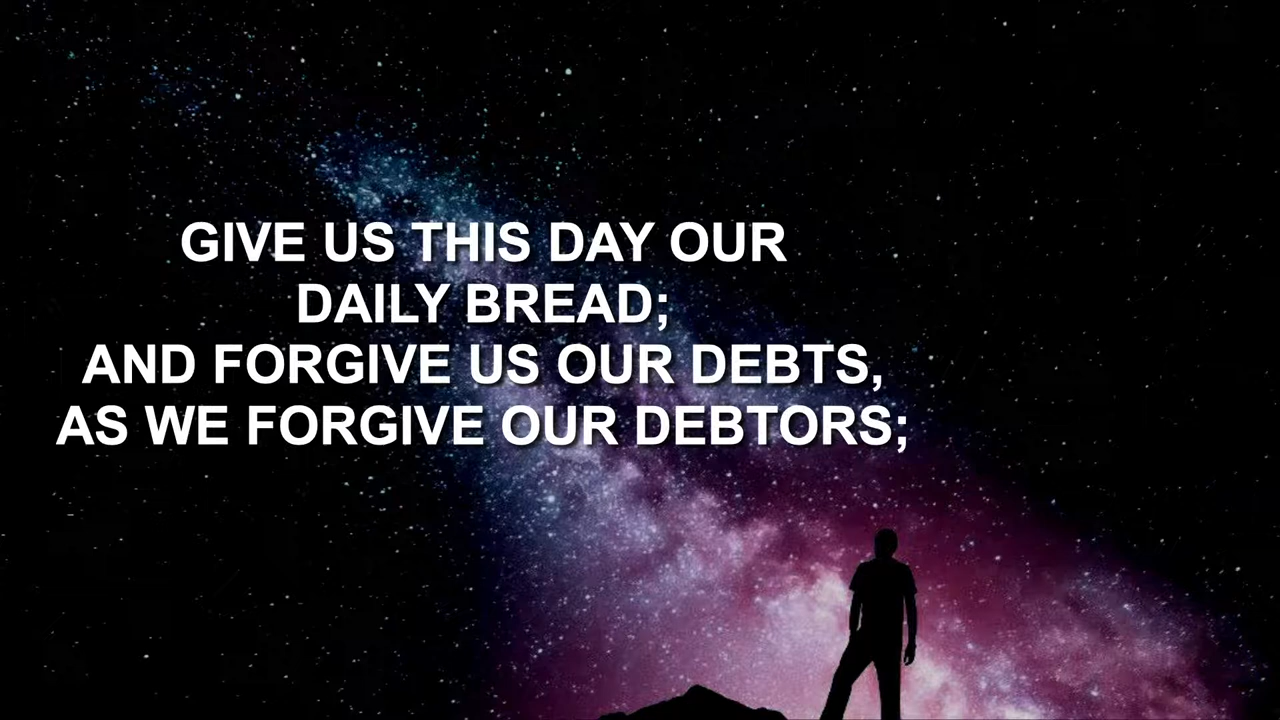 GIVE US THIS DAY OUR
DAILY BREAD;
AND FORGIVE US OUR DEBTS,
AS WE FORGIVE OUR DEBTORS;